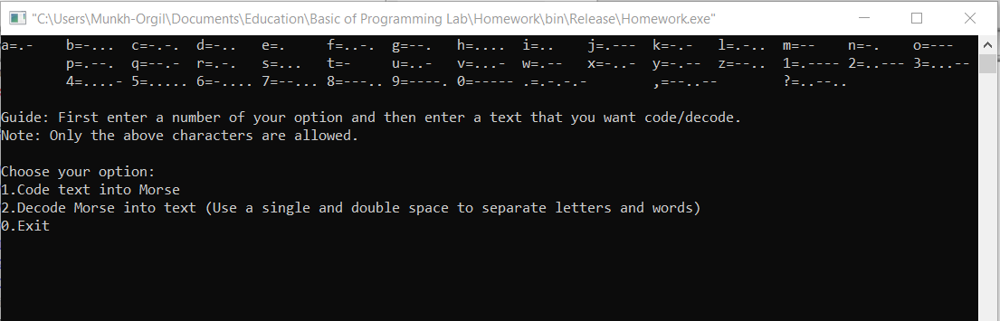 "C:\Users\Munkh-Orgil\Documents\Education\Basic of Programming Lab\Homework\bin\Release\Homework.exe"
a=.- b=-... c=-.-. d=-.. e=. f=..-. g=--. h=.... i=.. j=.--- k=-.- l=.-.. m=-- n=-. o=---
p=.--. q=--.- r=.-. s=... t=- u=..- v=...- w=.-- x=-..- y=-.-- z=--.. 1=.---- 2=..--- 3=...--
4=....- 5=..... 6=-.... 7=--... 8=---.. 9=----. 0=----- .=.-.-.- ,=--..-- ?=..--..
Guide: First enter a number of your option and then enter a text that you want code/decode.
Note: Only the above characters are allowed.
Choose your option:
1.Code text into Morse
2.Decode Morse into text (Use a single and double space to separate letters and words)
0.Exit